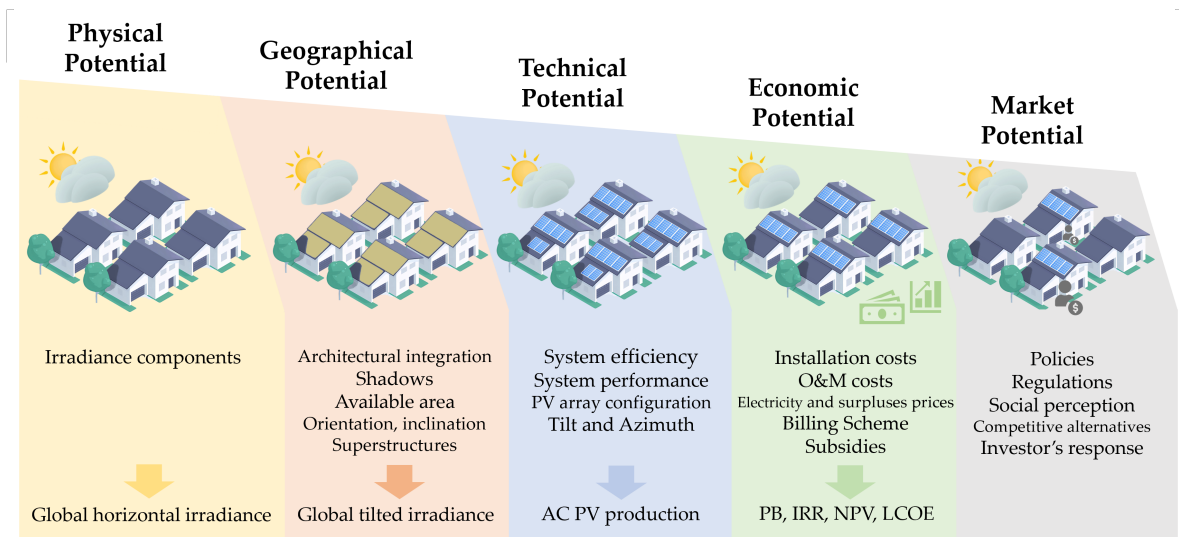 Physical
Potential
Irradiance components
Global horizontal irradiance
Geographical
Potential
Architectural integration
Shadows
Available area
Orientation, inclination
Superstructures
Global tilted irradiance
Technical
Potential
System efficiency
System performance
PV array configuration
Tilt and Azimuth
AC PV production
Economic
Potential
$
Installation costs
O&M costs
Electricity and surpluses prices
Billing Scheme
Subsidies
PB, IRR, NPV, LCOE
Market
Potential
$
$
Policies
Regulations
Social perception
Competitive alternatives
Investor's response